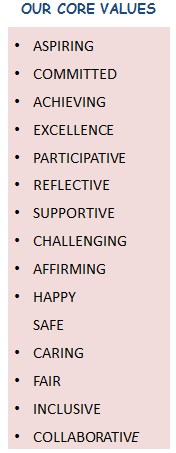 OUR CORE VALUES
• ASPIRING
• COMMITTED
• ACHIEVING
• EXCELLENCE
• PARTICIPATIVE
• REFLECTIVE
• SUPPORTIVE
• CHALLENGING
• AFFIRMING
• HAPPY
SAFE
• CARING
• FAIR
• INCLUSIVE
• COLLABORATIVE